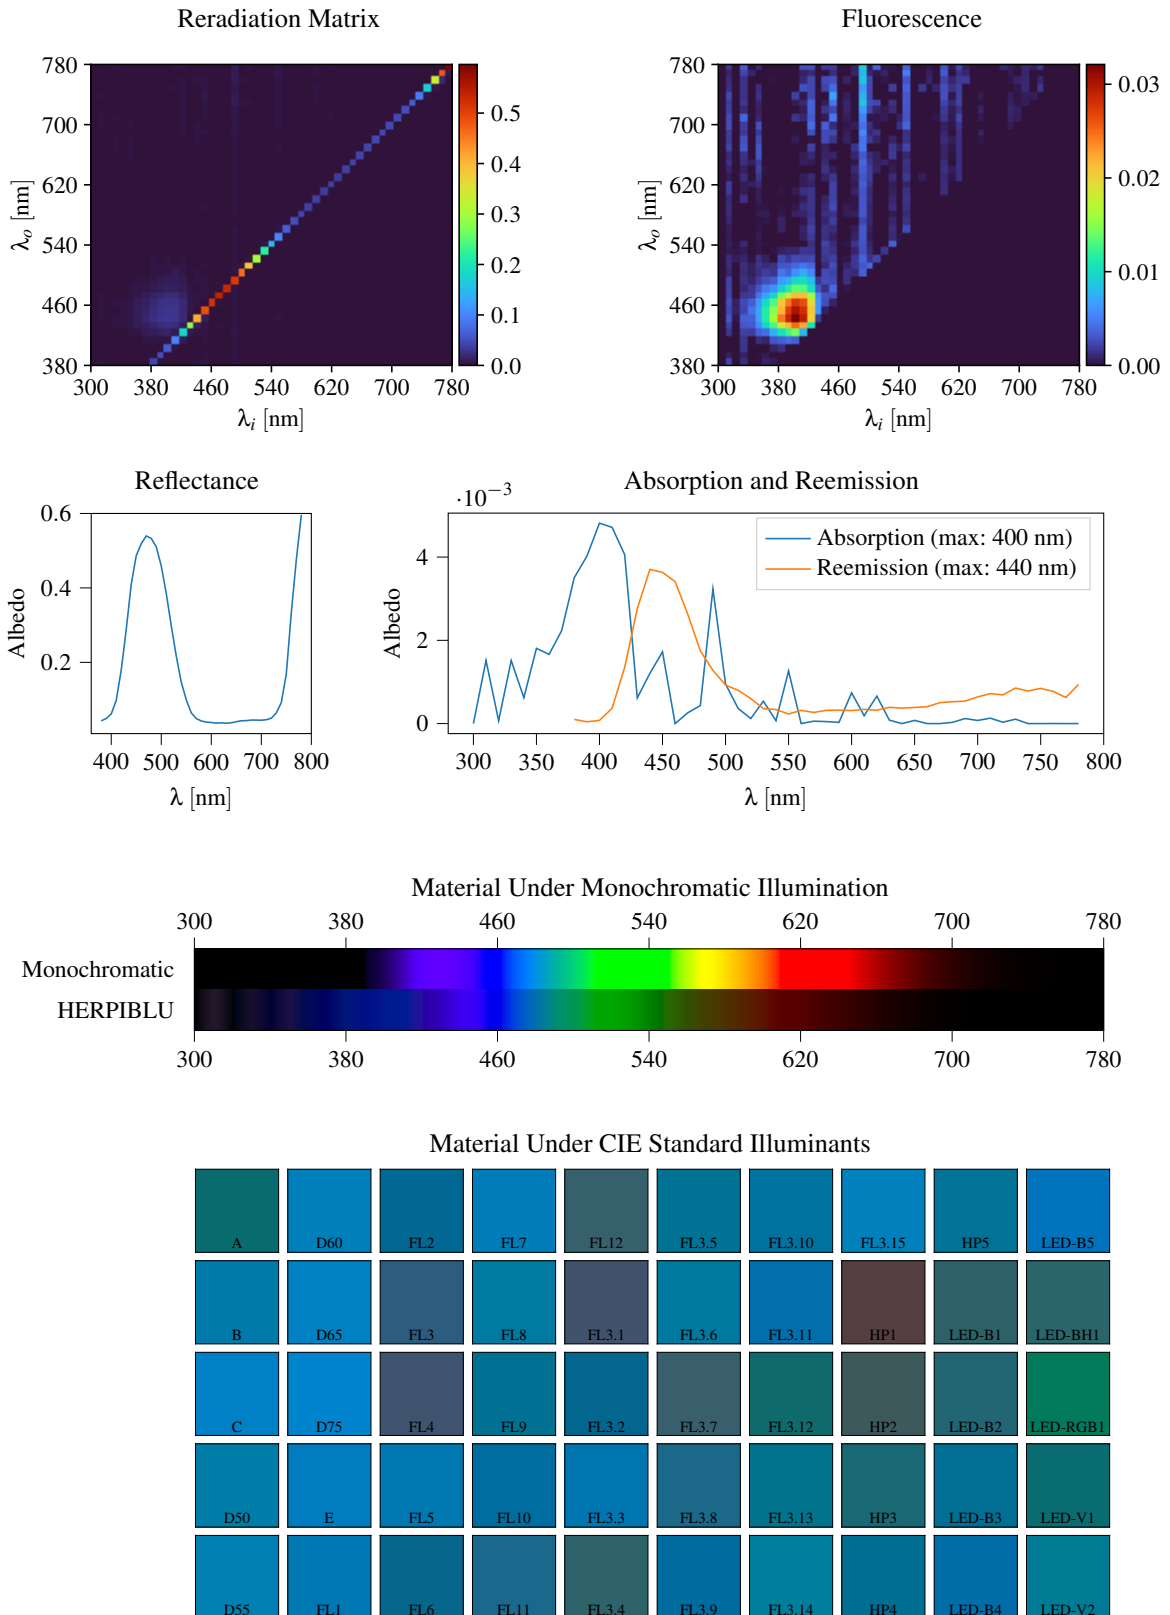 Reradiation Matrix
Fluorescence
780
700
620
540
460
380
λo [nm]
300 380 460 540 620 700 780
λi [nm]
0.5
0.4
0.3
0.2
0.1
0.0
780
700
620
540
460
380
λo [nm]
300 380 460 540 620 700 780
λi [nm]
0.03
0.02
0.01
0.00
Reflectance
0.6
0.4
0.2
Albedo
400 500 600 700 800
λ [nm]
Absorption and Reemission
·10⁻³
4
2
0
Albedo
Absorption (max: 400 nm)
Reemission (max: 440 nm)
300 350 400 450 500 550 600 650 700 750 800
λ [nm]
Material Under Monochromatic Illumination
300 380 460 540 620 700 780
Monochromatic
HERPIBLU
300 380 460 540 620 700 780
Material Under CIE Standard Illuminants
A D60 FL2 FL7 FL12 FL3.5 FL3.10 FL3.15 HP5 LED-B5
B D65 FL3 FL8 FL3.1 FL3.6 FL3.11 HP1 LED-B1 LED-BH1
C D75 FL4 FL9 FL3.2 FL3.7 FL3.12 HP2 LED-B2 LED-RGB1
D50 E FL5 FL10 FL3.3 FL3.8 FL3.13 HP3 LED-B3 LED-V1
D55 FL1 FL6 FL11 FL3.4 FL3.9 FL3.14 HP4 LED-B4 LED-V2